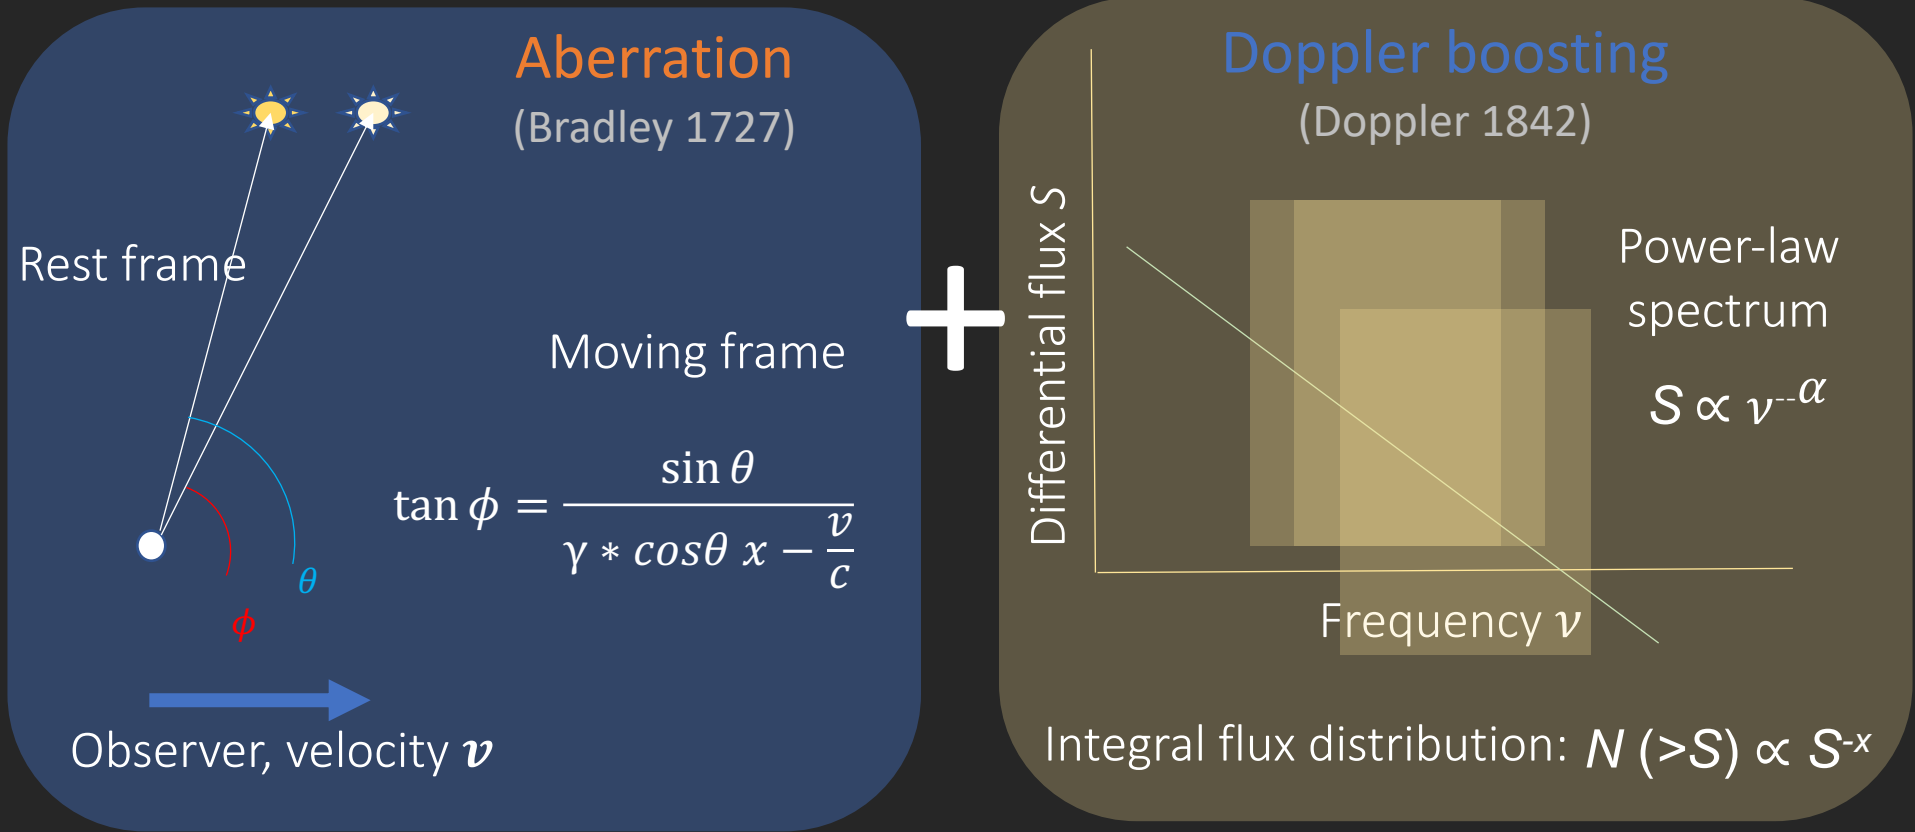 Aberration
(Bradley 1727)
Rest frame
Moving frame
tan ϕ = sin θ / γ * cosθ x − v/c
θ
ϕ
Observer, velocity v
+
Doppler boosting
(Doppler 1842)
Differential flux S
Power-law
spectrum
S ∝ ν--α
Frequency ν
Integral flux distribution: N (>S) ∝ S-x